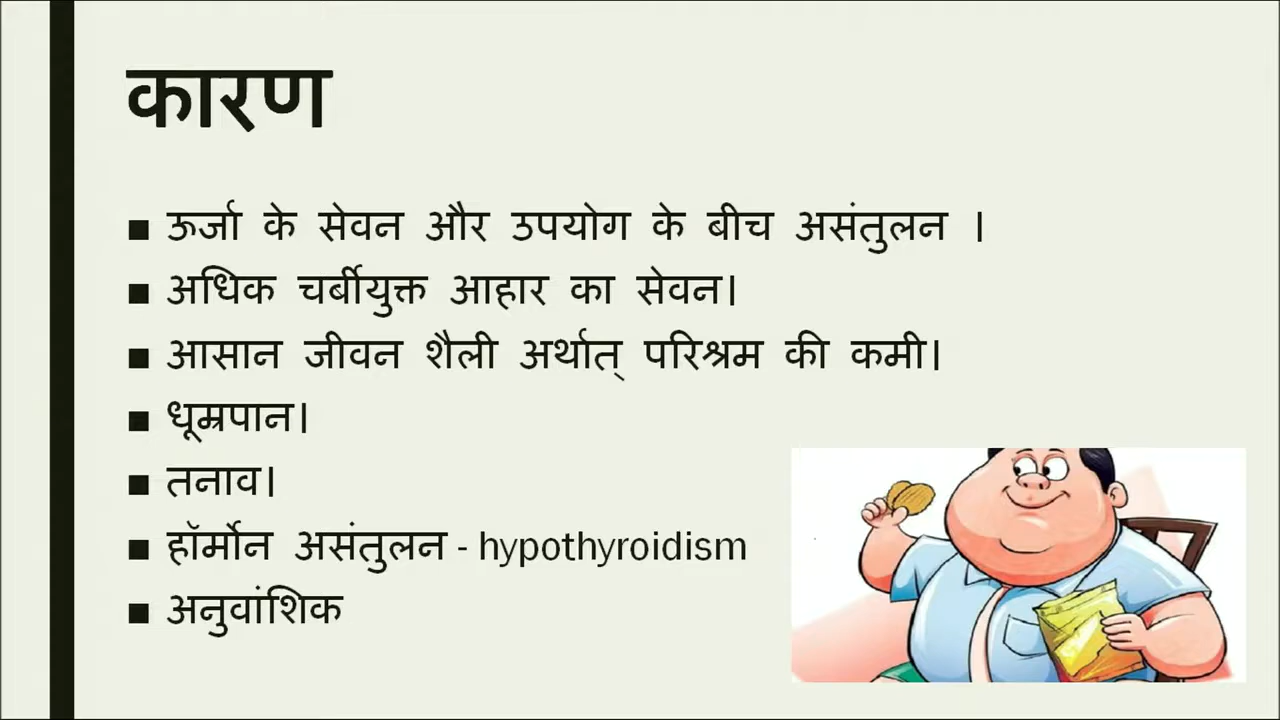 कारण
■ ऊर्जा के सेवन और उपयोग के बीच असंतुलन ।
■ अधिक चर्बीयुक्त आहार का सेवन।
■ आसान जीवन शैली अर्थात् परिश्रम की कमी।
■ धूम्रपान।
■ तनाव।
■ हॉर्मोन असंतुलन - hypothyroidism
■ अनुवांशिक